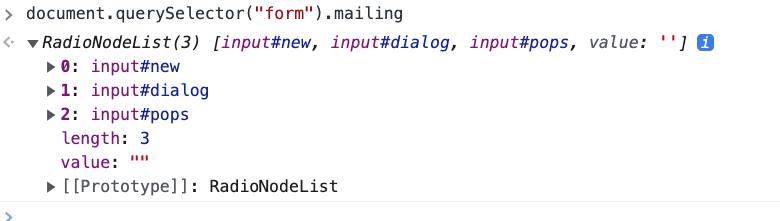 document.querySelector("form").mailing
RadioNodeList(3) [input#new, input#dialog, input#pops, value: '']
0: input#new
1: input#dialog
2: input#pops
length: 3
value: ""
[[Prototype]]: RadioNodeList